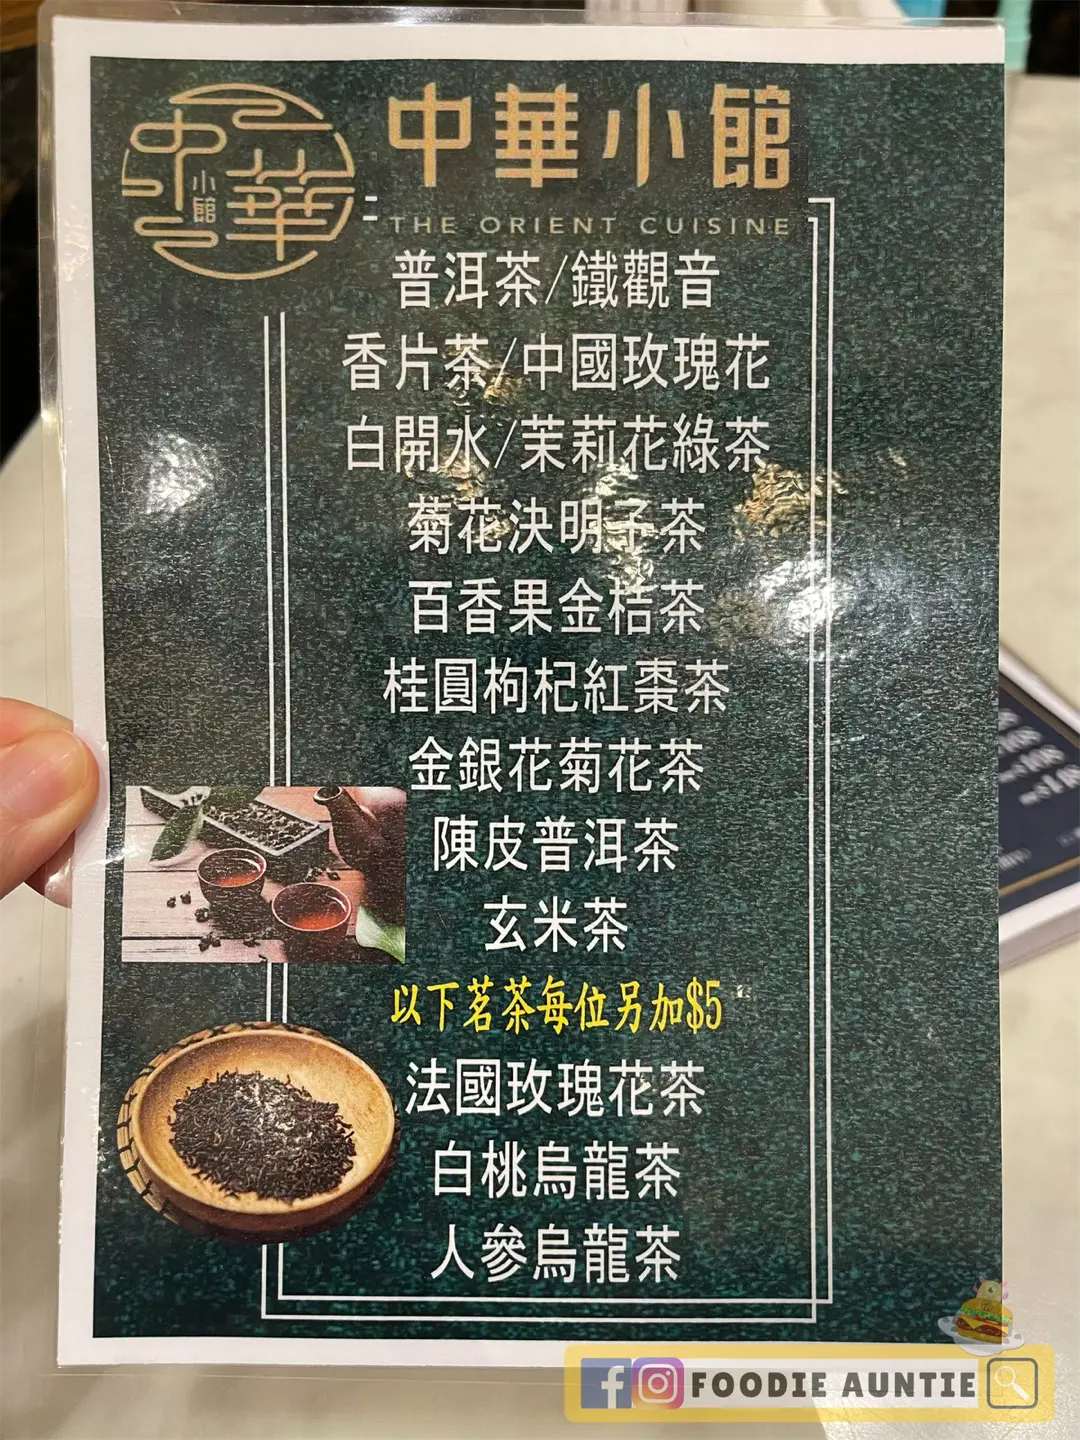 中華小館
中華小館
THE ORIENT CUISINE
普洱茶/鐵觀音
香片茶/中國玫瑰花
白開水/茉莉花綠茶
菊花決明子茶
百香果金桔茶
桂圓枸杞紅棗茶
金銀花菊花茶
陳皮普洱茶
玄米茶
以下茗茶每位另加$5
法國玫瑰花茶
白桃烏龍茶
人參烏龍茶
f FOODIE AUNTIE